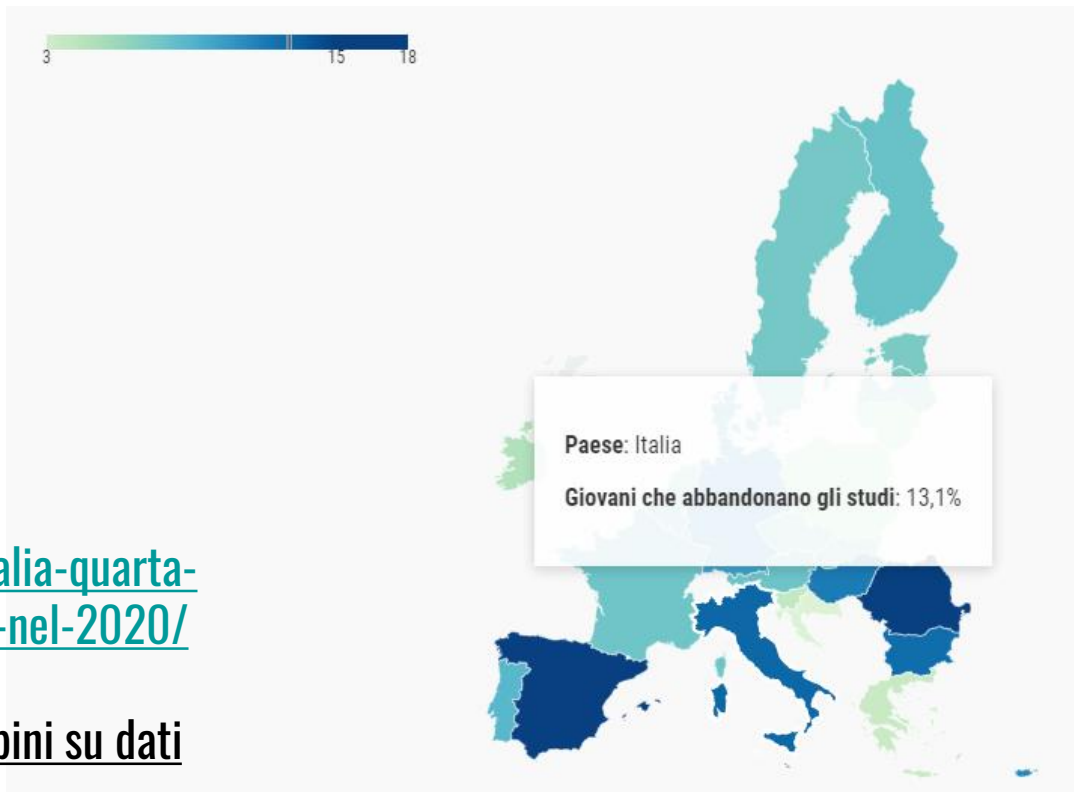 3 15 18
Paese: Italia
Giovani che abbandonano gli studi: 13,1%
alia-quarta-
-nel-2020/
bini su dati